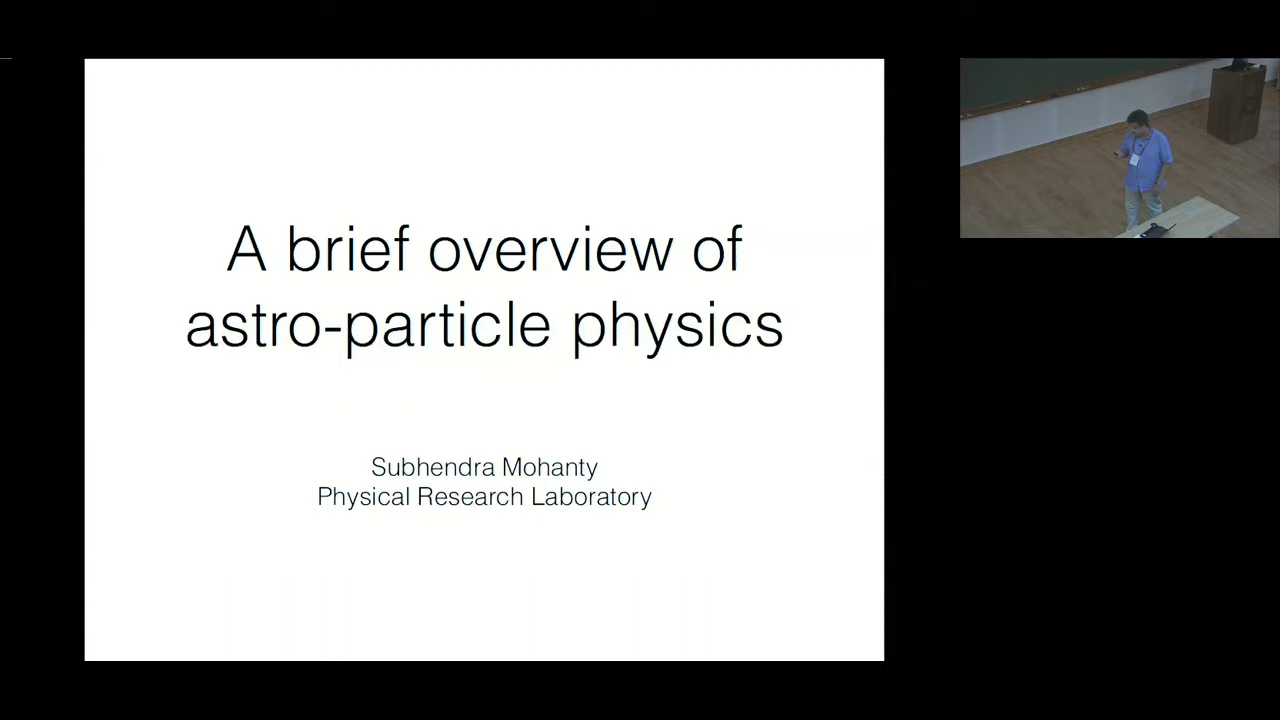 A brief overview of
astro-particle physics
Subhendra Mohanty
Physical Research Laboratory